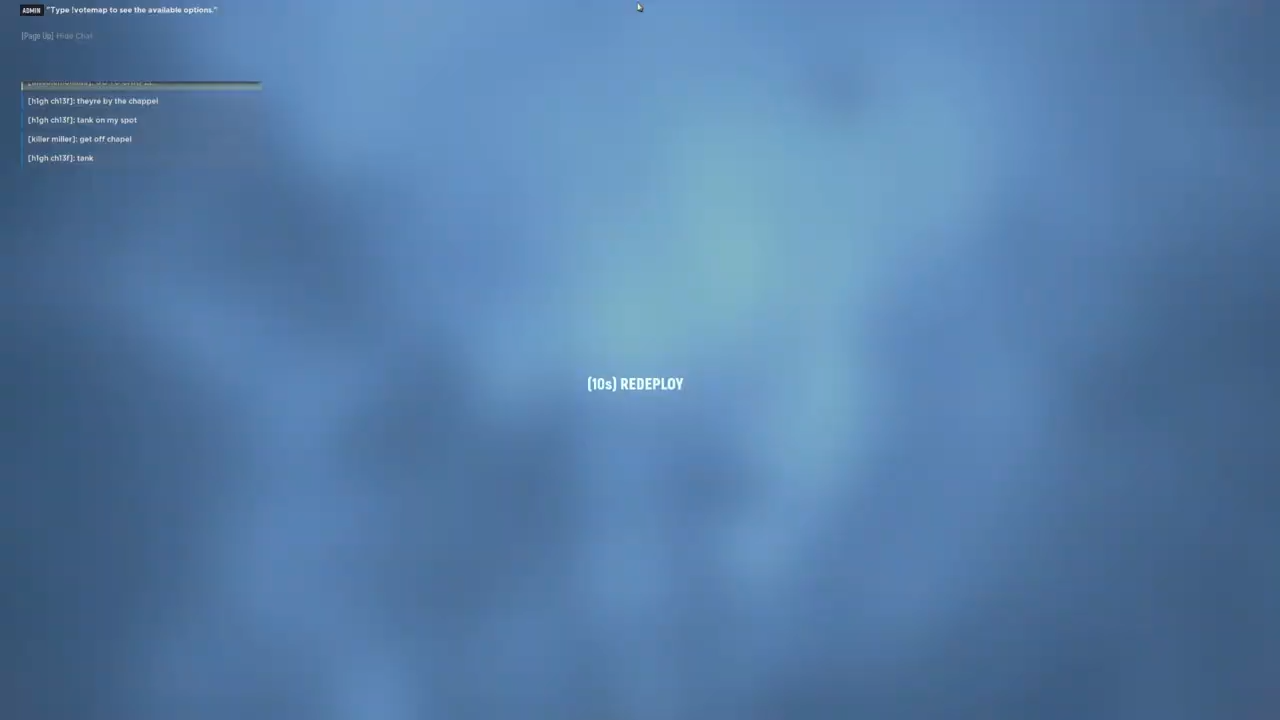 ADMIN "Type !votemap to see the available options."
[Page Up] Hide Chat
[h1gh ch13f]: theyre by the chappel
[h1gh ch13f]: tank on my spot
[killer miller]: get off chapel
[h1gh ch13f]: tank
(10s) REDEPLOY